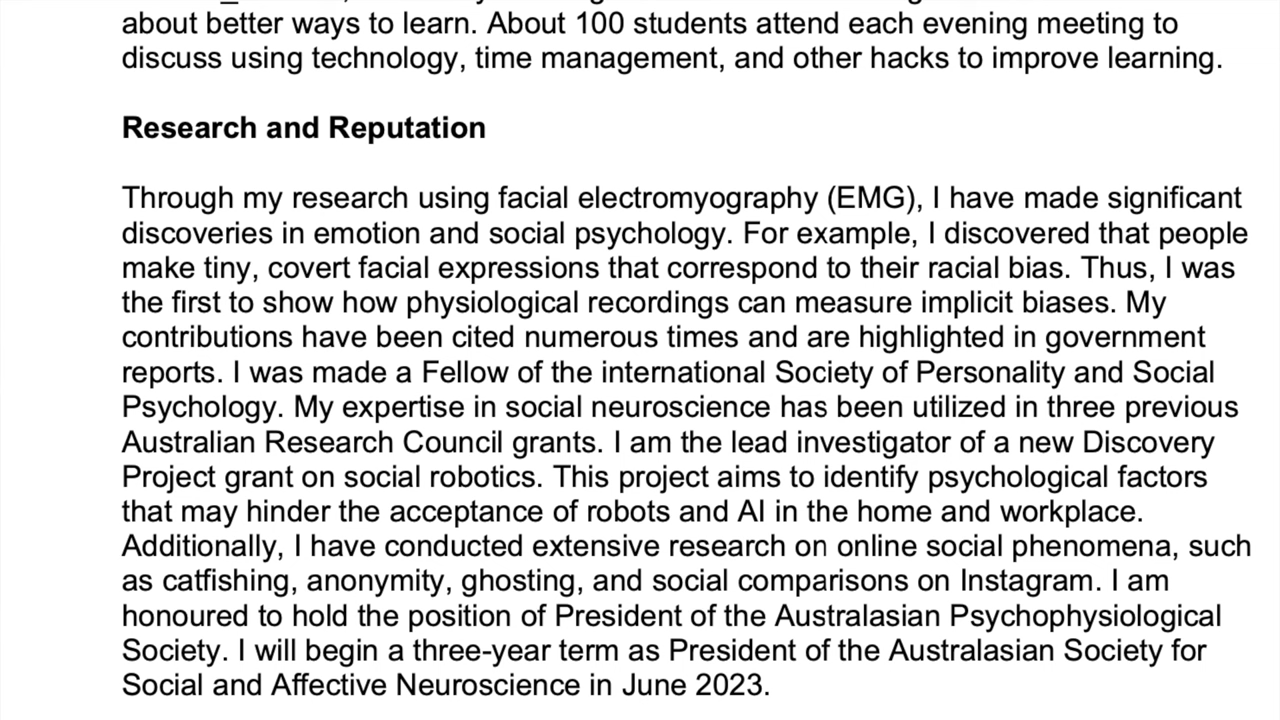 about better ways to learn. About 100 students attend each evening meeting to
discuss using technology, time management, and other hacks to improve learning.
Research and Reputation
Through my research using facial electromyography (EMG), I have made significant
discoveries in emotion and social psychology. For example, I discovered that people
make tiny, covert facial expressions that correspond to their racial bias. Thus, I was
the first to show how physiological recordings can measure implicit biases. My
contributions have been cited numerous times and are highlighted in government
reports. I was made a Fellow of the international Society of Personality and Social
Psychology. My expertise in social neuroscience has been utilized in three previous
Australian Research Council grants. I am the lead investigator of a new Discovery
Project grant on social robotics. This project aims to identify psychological factors
that may hinder the acceptance of robots and AI in the home and workplace.
Additionally, I have conducted extensive research on online social phenomena, such
as catfishing, anonymity, ghosting, and social comparisons on Instagram. I am
honoured to hold the position of President of the Australasian Psychophysiological
Society. I will begin a three-year term as President of the Australasian Society for
Social and Affective Neuroscience in June 2023.